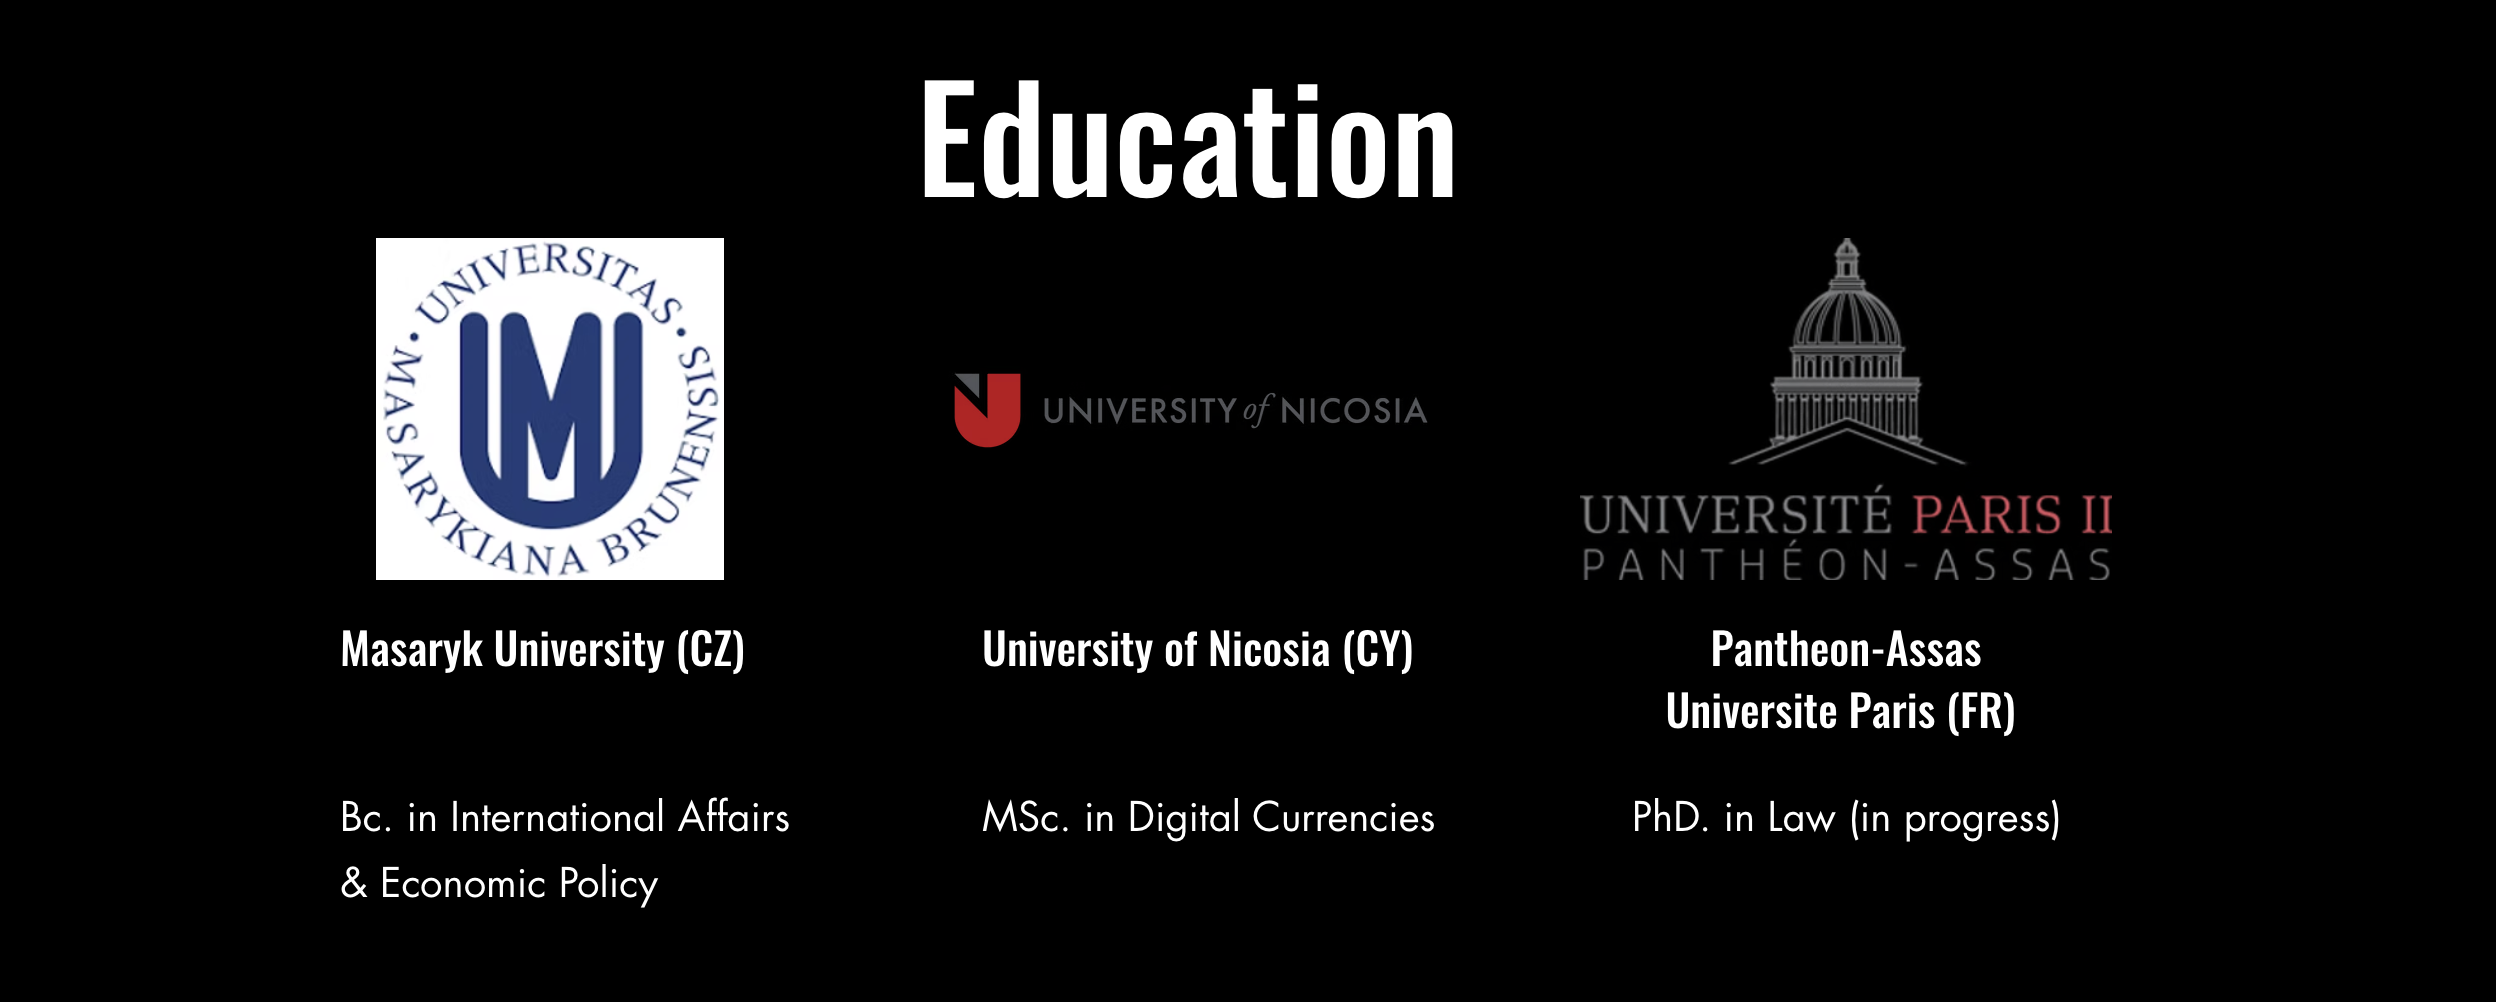 Education
UNIVERSITAS • MASARYKIANA BRUNENSIS •
UNIVERSITY of NICOSIA
UNIVERSITÉ PARIS II
PANTHÉON-ASSAS
Masaryk University (CZ)
University of Nicosia (CY)
Pantheon-Assas
Universite Paris (FR)
Bc. in International Affairs
& Economic Policy
MSc. in Digital Currencies
PhD. in Law (in progress)